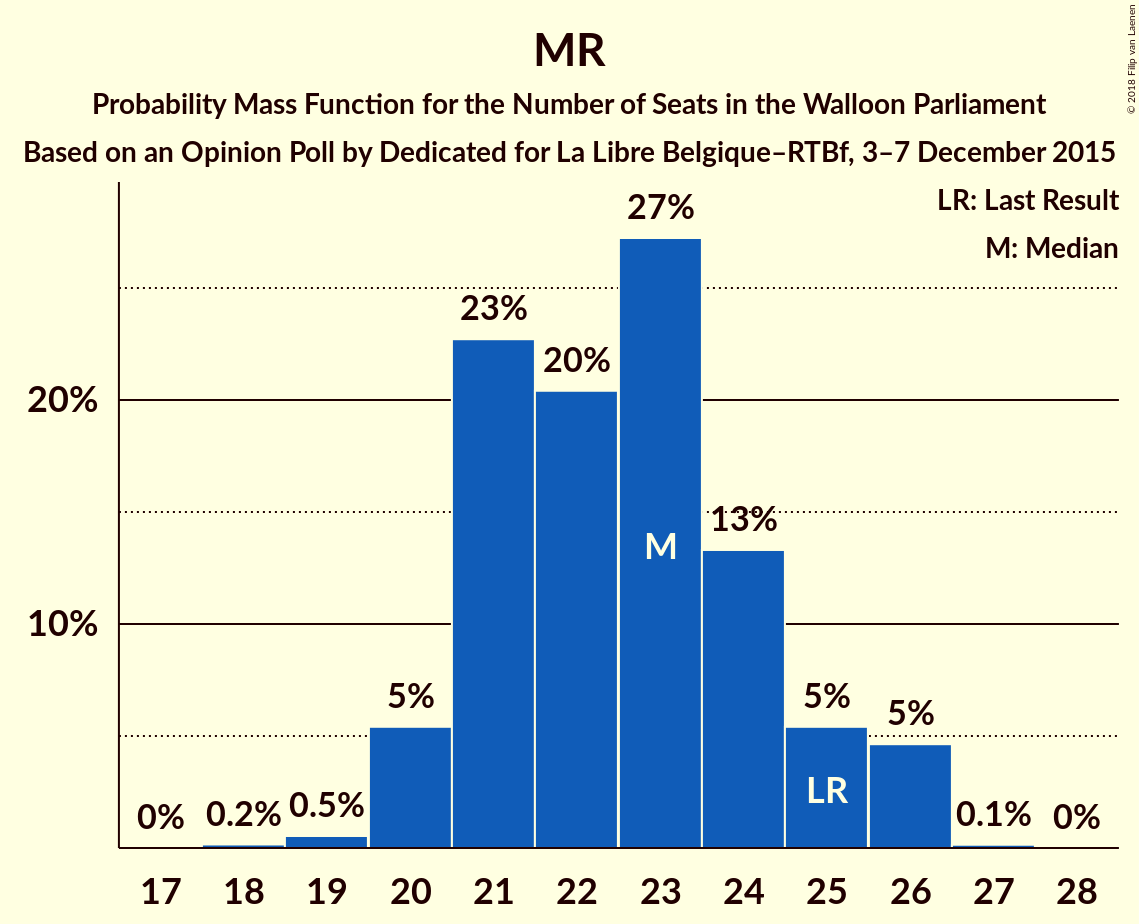 MR
Probability Mass Function for the Number of Seats in the Walloon Parliament
Based on an Opinion Poll by Dedicated for La Libre Belgique–RTBf, 3–7 December 2015
© 2018 Filip van Laenen
LR: Last Result
M: Median
20%
10%
0%
0.2%
0.5%
5%
23%
20%
27%
13%
5%
5%
0.1%
0%
M
LR
17 18 19 20 21 22 23 24 25 26 27 28